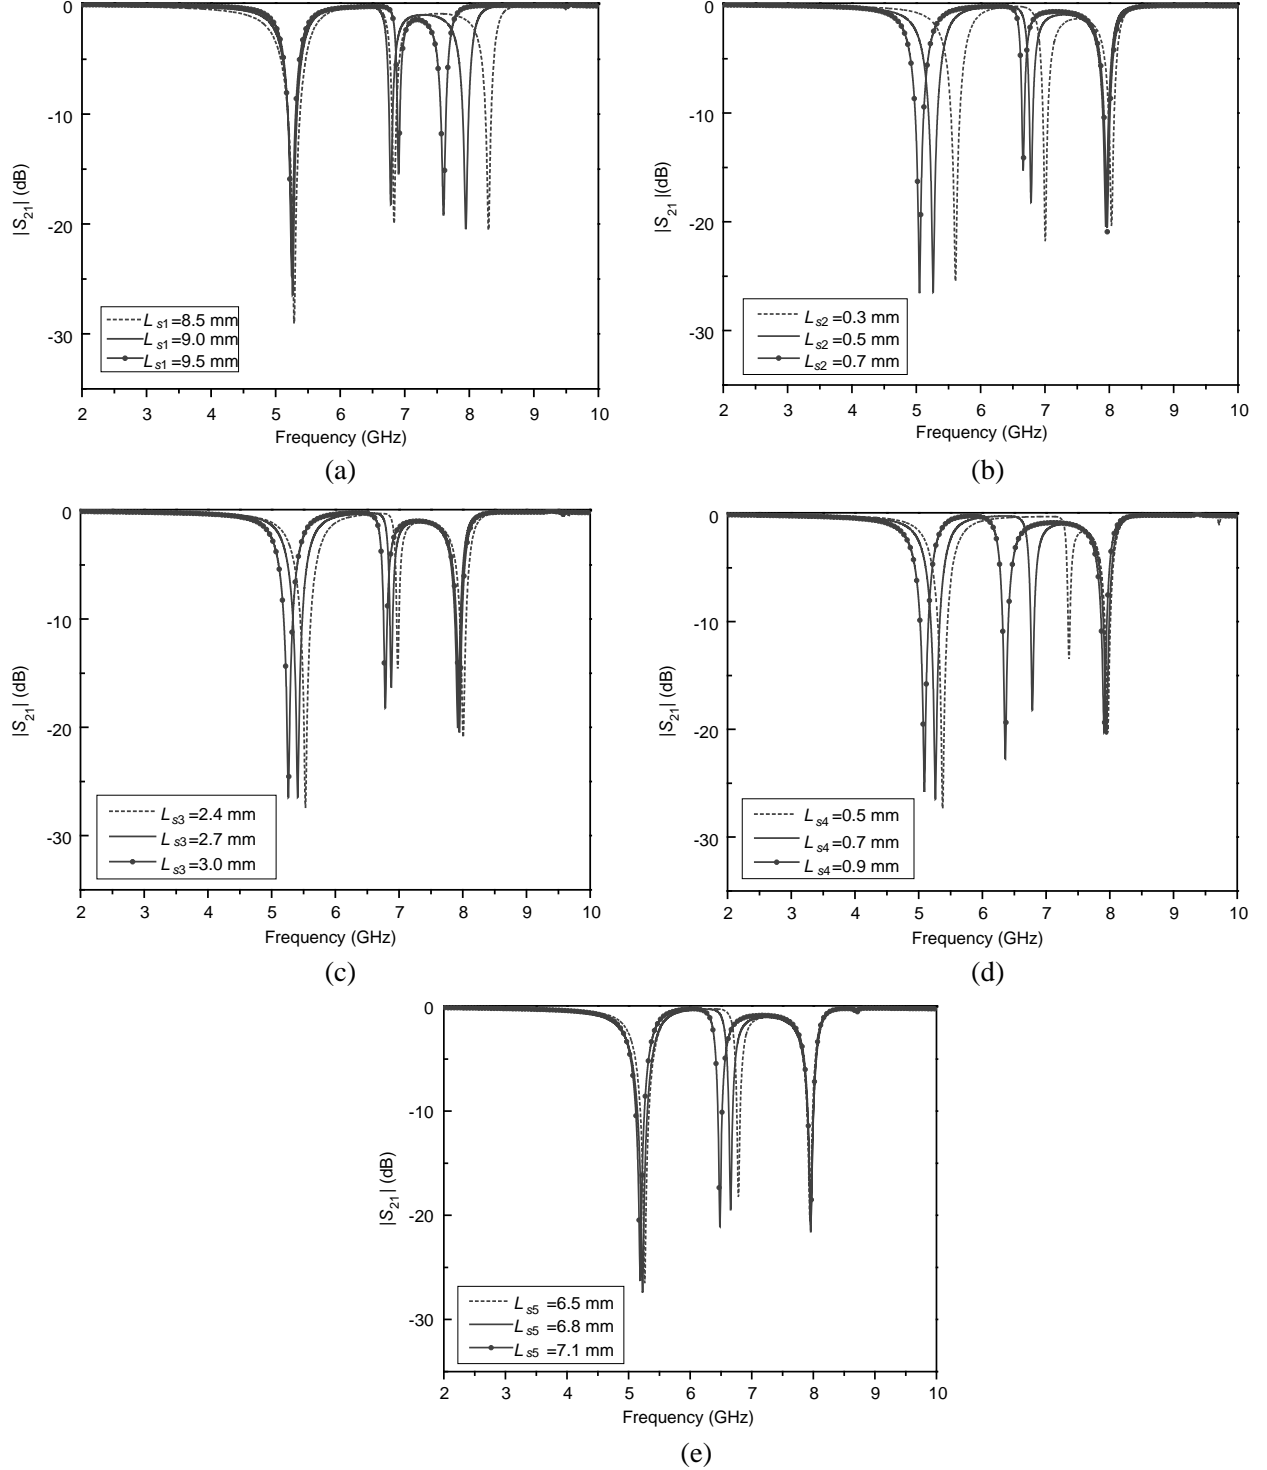 0
-10
-20
-30
|S21| (dB)
Ls1=8.5 mm
Ls1=9.0 mm
Ls1=9.5 mm
2 3 4 5 6 7 8 9 10
Frequency (GHz)
(a)
0
-10
-20
-30
|S21|(dB)
Ls2=0.3 mm
Ls2=0.5 mm
Ls2=0.7 mm
2 3 4 5 6 7 8 9 10
Frequency (GHz)
(b)
0
-10
-20
-30
|S21| (dB)
Ls3=2.4 mm
Ls3=2.7 mm
Ls3=3.0 mm
2 3 4 5 6 7 8 9 10
Frequency (GHz)
(c)
0
-10
-20
-30
|S21| (dB)
Ls4=0.5 mm
Ls4=0.7 mm
Ls4=0.9 mm
2 3 4 5 6 7 8 9 10
Frequency (GHz)
(d)
0
-10
-20
-30
|S21| (dB)
Ls5 =6.5 mm
Ls5 =6.8 mm
Ls5 =7.1 mm
2 3 4 5 6 7 8 9 10
Frequency (GHz)
(e)